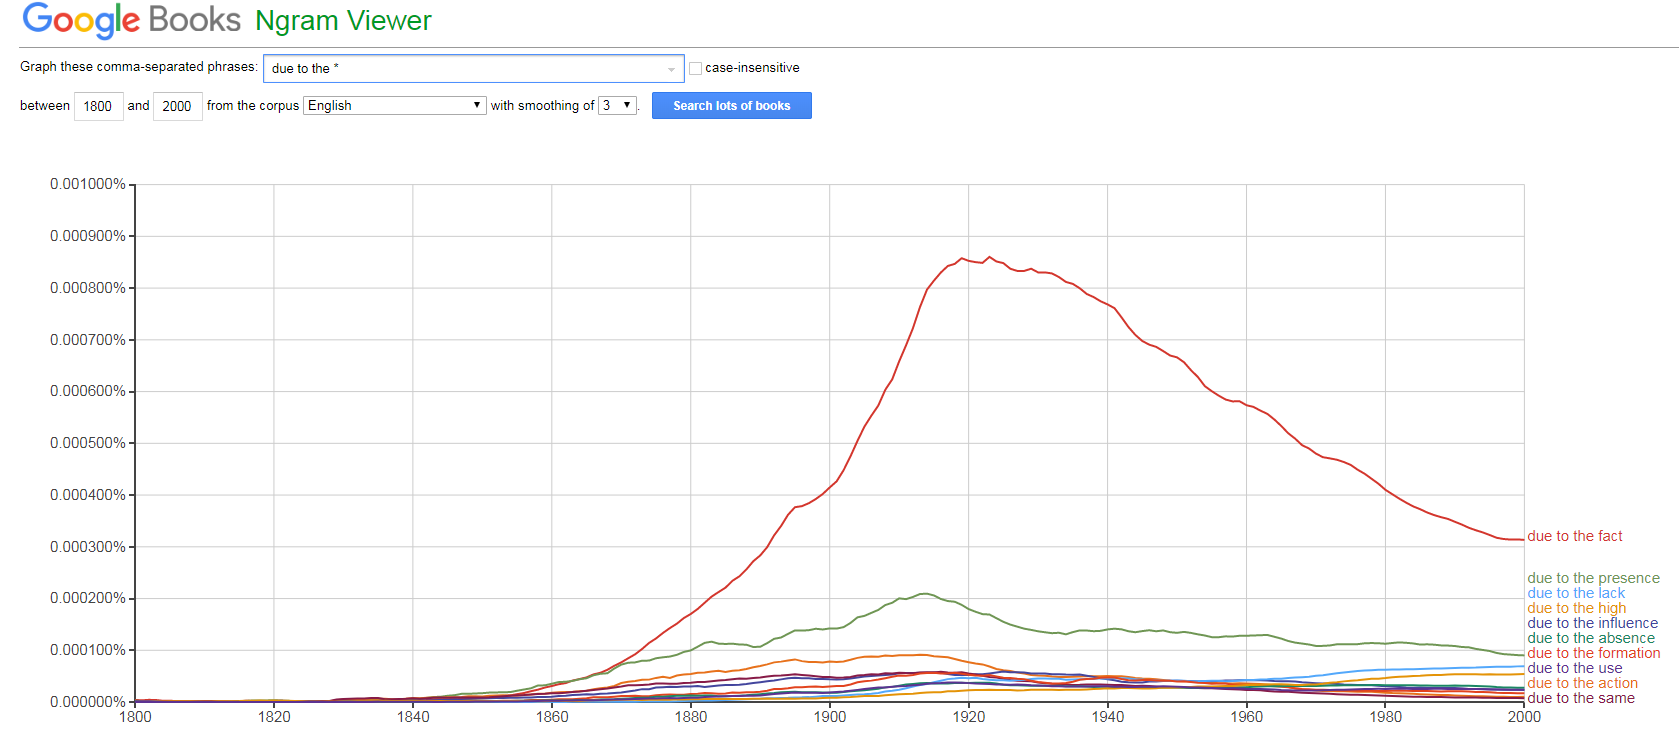 Google Books Ngram Viewer
Graph these comma-separated phrases: due to the * case-insensitive
between 1800 and 2000 from the corpus English with smoothing of 3 . Search lots of books
0.001000%
0.000900%
0.000800%
0.000700%
0.000600%
0.000500%
0.000400%
0.000300%
0.000200%
0.000100%
0.000000%
1800 1820 1840 1860 1880 1900 1920 1940 1960 1980 2000
due to the fact
due to the presence
due to the lack
due to the high
due to the influence
due to the absence
due to the formation
due to the use
due to the action
due to the same